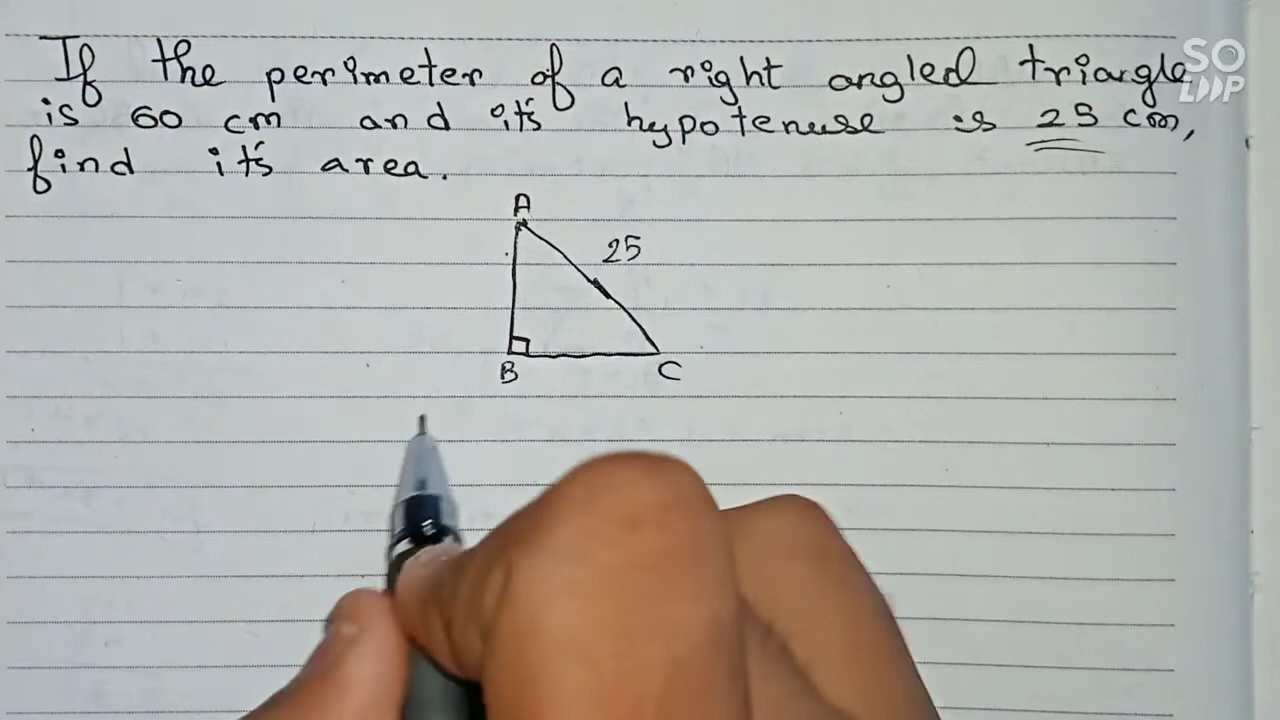 If the perimeter of a right angled triangle
is 60 cm and it's hypotenuse is 25 cm,
find it's area.
A
25
B
C
SO
LDP